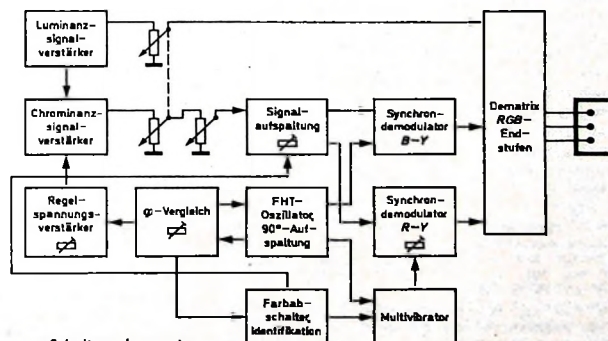 Luminanz-
signal-
verstärker
Chrominanz-
signal-
verstärker
Signal-
aufspaltung
Synchron-
demodulator
B-Y
Dematrix
RGB-
End-
stufen
Regel-
spannungs-
verstärker
φ-Vergleich
FHT-
Oszillator,
90°-Auf-
spaltung
Synchron-
demodulator
R-Y
Farbab-
schalter,
Identifikation
Multivibrator